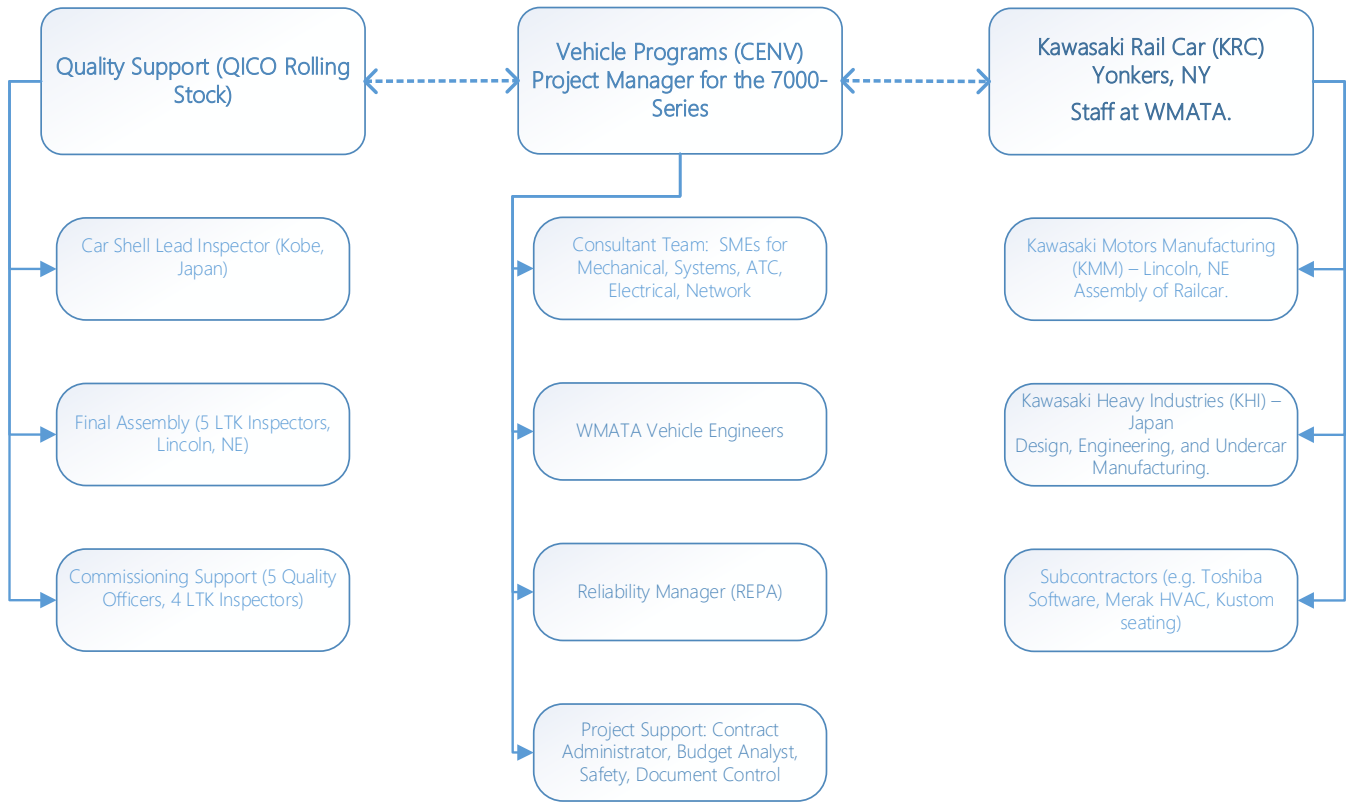 Quality Support (QICO Rolling
Stock)
Vehicle Programs (CENV)
Project Manager for the 7000-
Series
Kawasaki Rail Car (KRC)
Yonkers, NY
Staff at WMATA.
Car Shell Lead Inspector (Kobe,
Japan)
Final Assembly (5 LTK Inspectors,
Lincoln, NE)
Commissioning Support (5 Quality
Officers, 4 LTK Inspectors)
Consultant Team:  SMEs for
Mechanical, Systems, ATC,
Electrical, Network
WMATA Vehicle Engineers
Reliability Manager (REPA)
Project Support: Contract
Administrator, Budget Analyst,
Safety, Document Control
Kawasaki Motors Manufacturing
(KMM) – Lincoln, NE
Assembly of Railcar.
Kawasaki Heavy Industries (KHI) –
Japan
Design, Engineering, and Undercar
Manufacturing.
Subcontractors (e.g. Toshiba
Software, Merak HVAC, Kustom
seating)